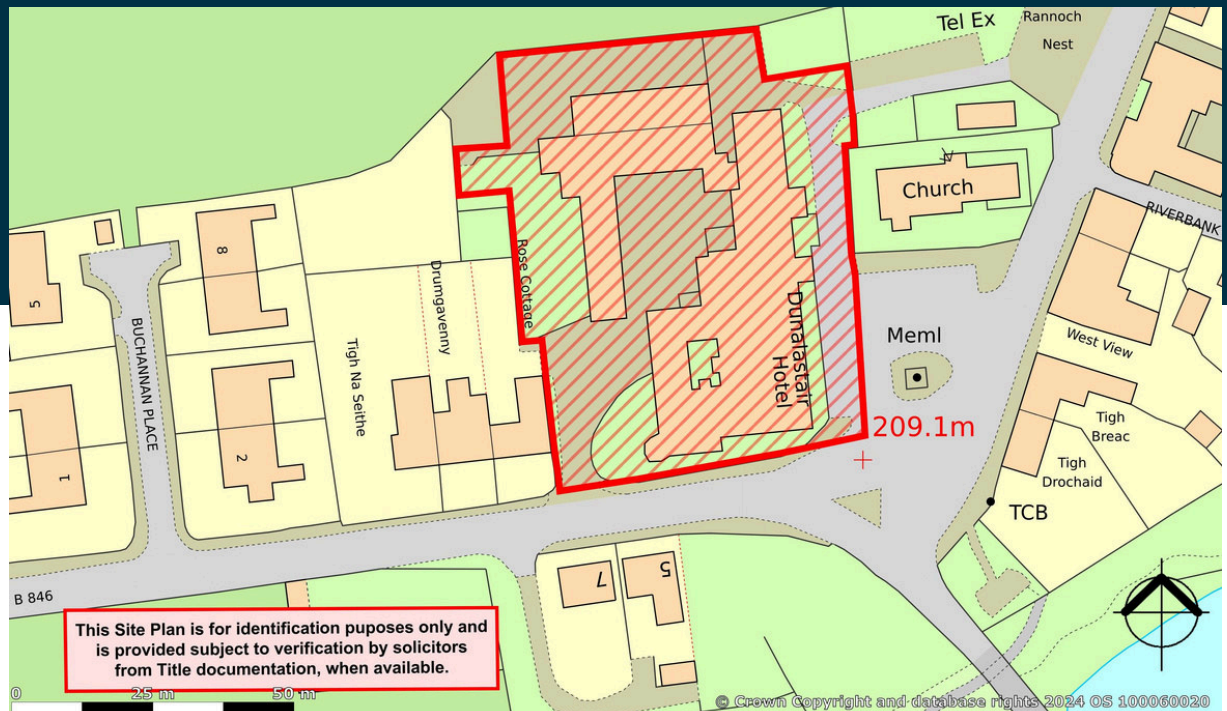 Tel Ex
Rannoch
Nest
Church
RIVERBANK
8
5
Rose Cottage
Drumgavenny
BUCHANNAN PLACE
Tigh Na Seithe
Dunalastair
Hotel
Meml
West View
209.1m
Tigh
Breac
Tigh
Drochaid
TCB
1
2
7
5
B 846
This Site Plan is for identification puposes only and
is provided subject to verification by solicitors
from Title documentation, when available.
0 25 m 50 m
© Crown Copyright and database rights 2024 OS 100060020